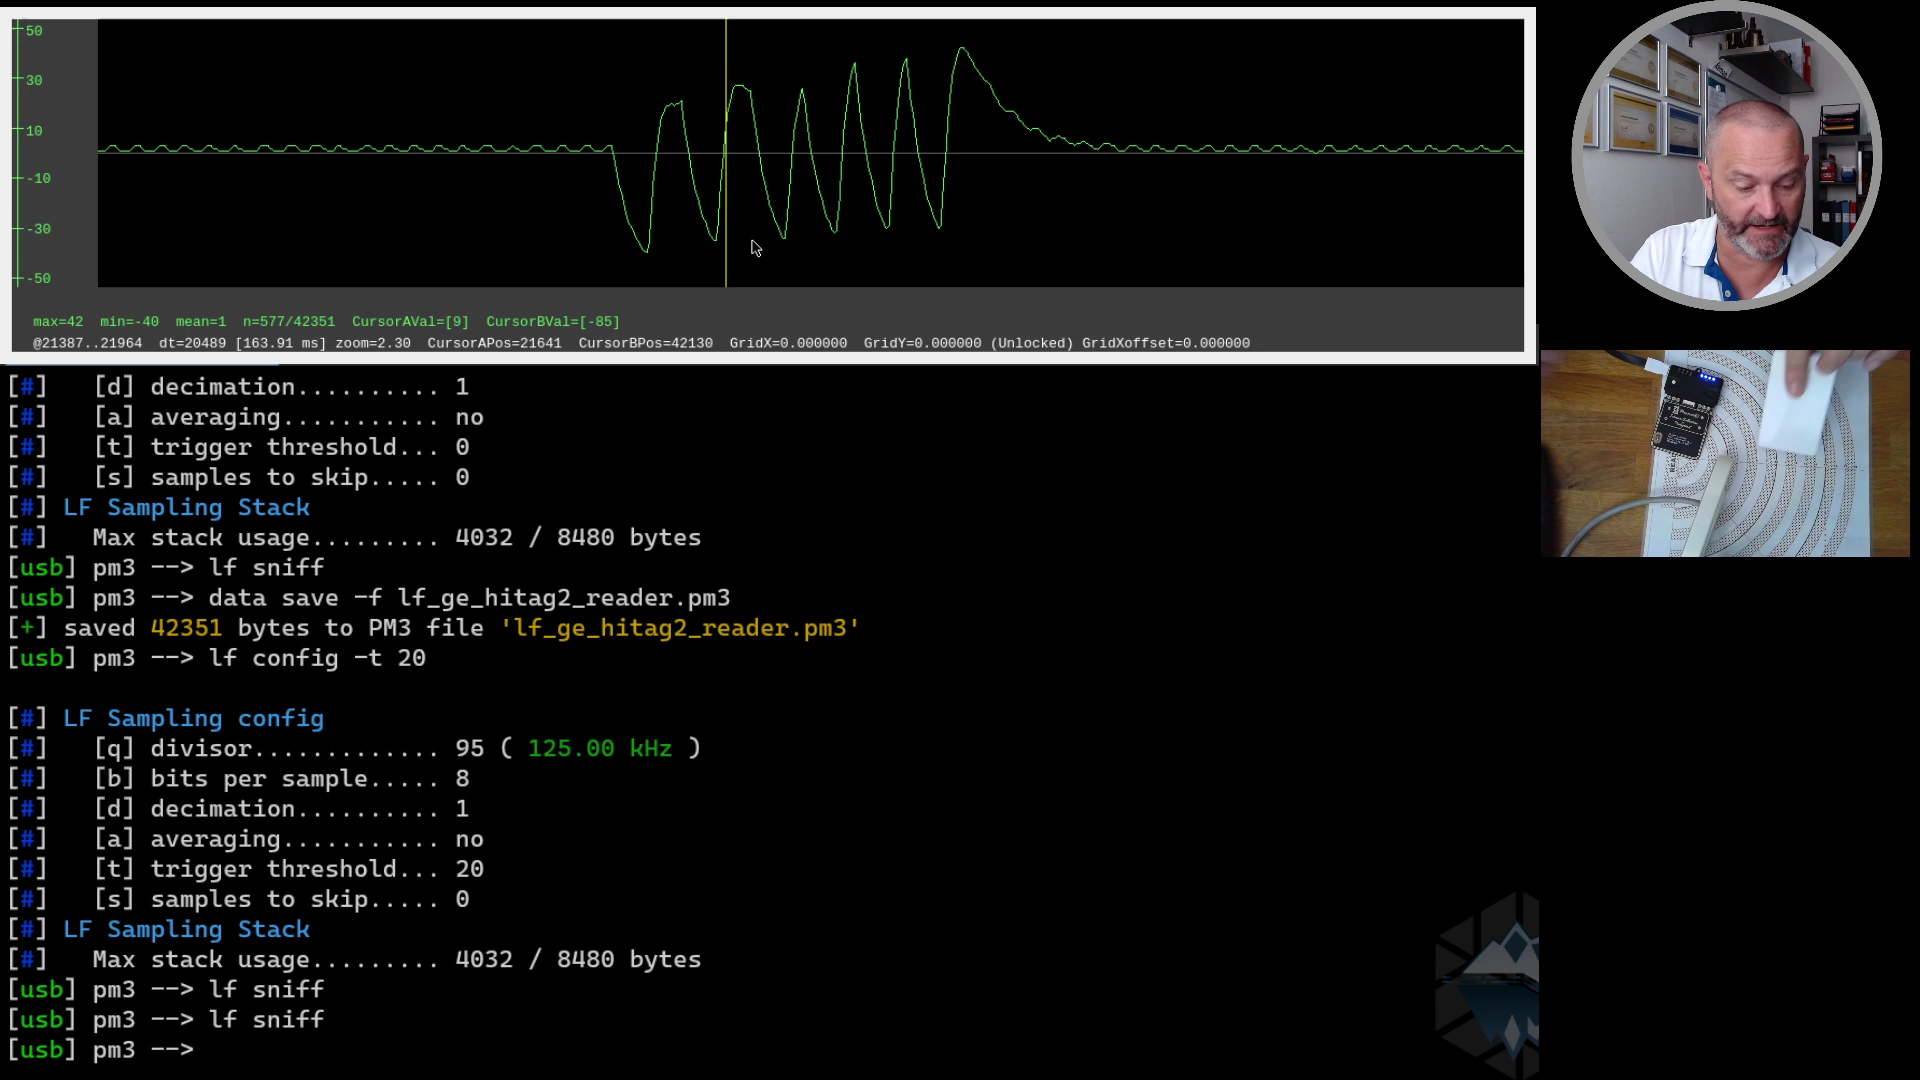 50
30
10
-10
-30
-50
max=42 min=-40 mean=1 n=577/42351 CursorAVal=[9] CursorBVal=[-85]
@21387..21964 dt=20489 [163.91 ms] zoom=2.30 CursorAPos=21641 CursorBPos=42130 GridX=0.000000 GridY=0.000000 (Unlocked) GridXoffset=0.000000
[#] [d] decimation.......... 1
[#] [a] averaging........... no
[#] [t] trigger threshold... 0
[#] [s] samples to skip..... 0
[#] LF Sampling Stack
[#] Max stack usage......... 4032 / 8480 bytes
[usb] pm3 --> lf sniff
[usb] pm3 --> data save -f lf_ge_hitag2_reader.pm3
[+] saved 42351 bytes to PM3 file 'lf_ge_hitag2_reader.pm3'
[usb] pm3 --> lf config -t 20
[#] LF Sampling config
[#] [q] divisor............. 95 ( 125.00 kHz )
[#] [b] bits per sample..... 8
[#] [d] decimation.......... 1
[#] [a] averaging........... no
[#] [t] trigger threshold... 20
[#] [s] samples to skip..... 0
[#] LF Sampling Stack
[#] Max stack usage......... 4032 / 8480 bytes
[usb] pm3 --> lf sniff
[usb] pm3 --> lf sniff
[usb] pm3 -->